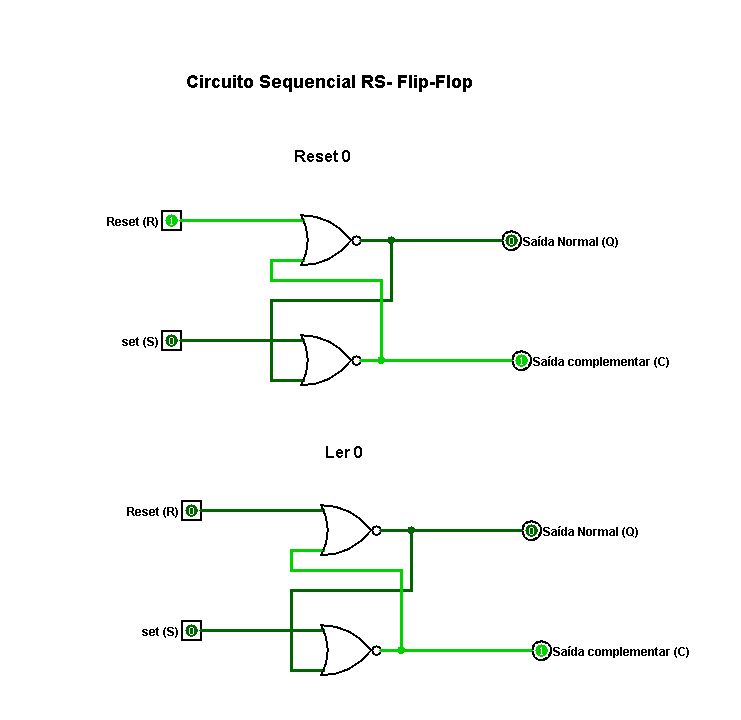 Circuito Sequencial RS- Flip-Flop
Reset 0
Reset (R) 1
0 Saída Normal (Q)
set (S) 0
1 Saída complementar (C)
Ler 0
Reset (R) 0
0 Saída Normal (Q)
set (S) 0
1 Saída complementar (C)